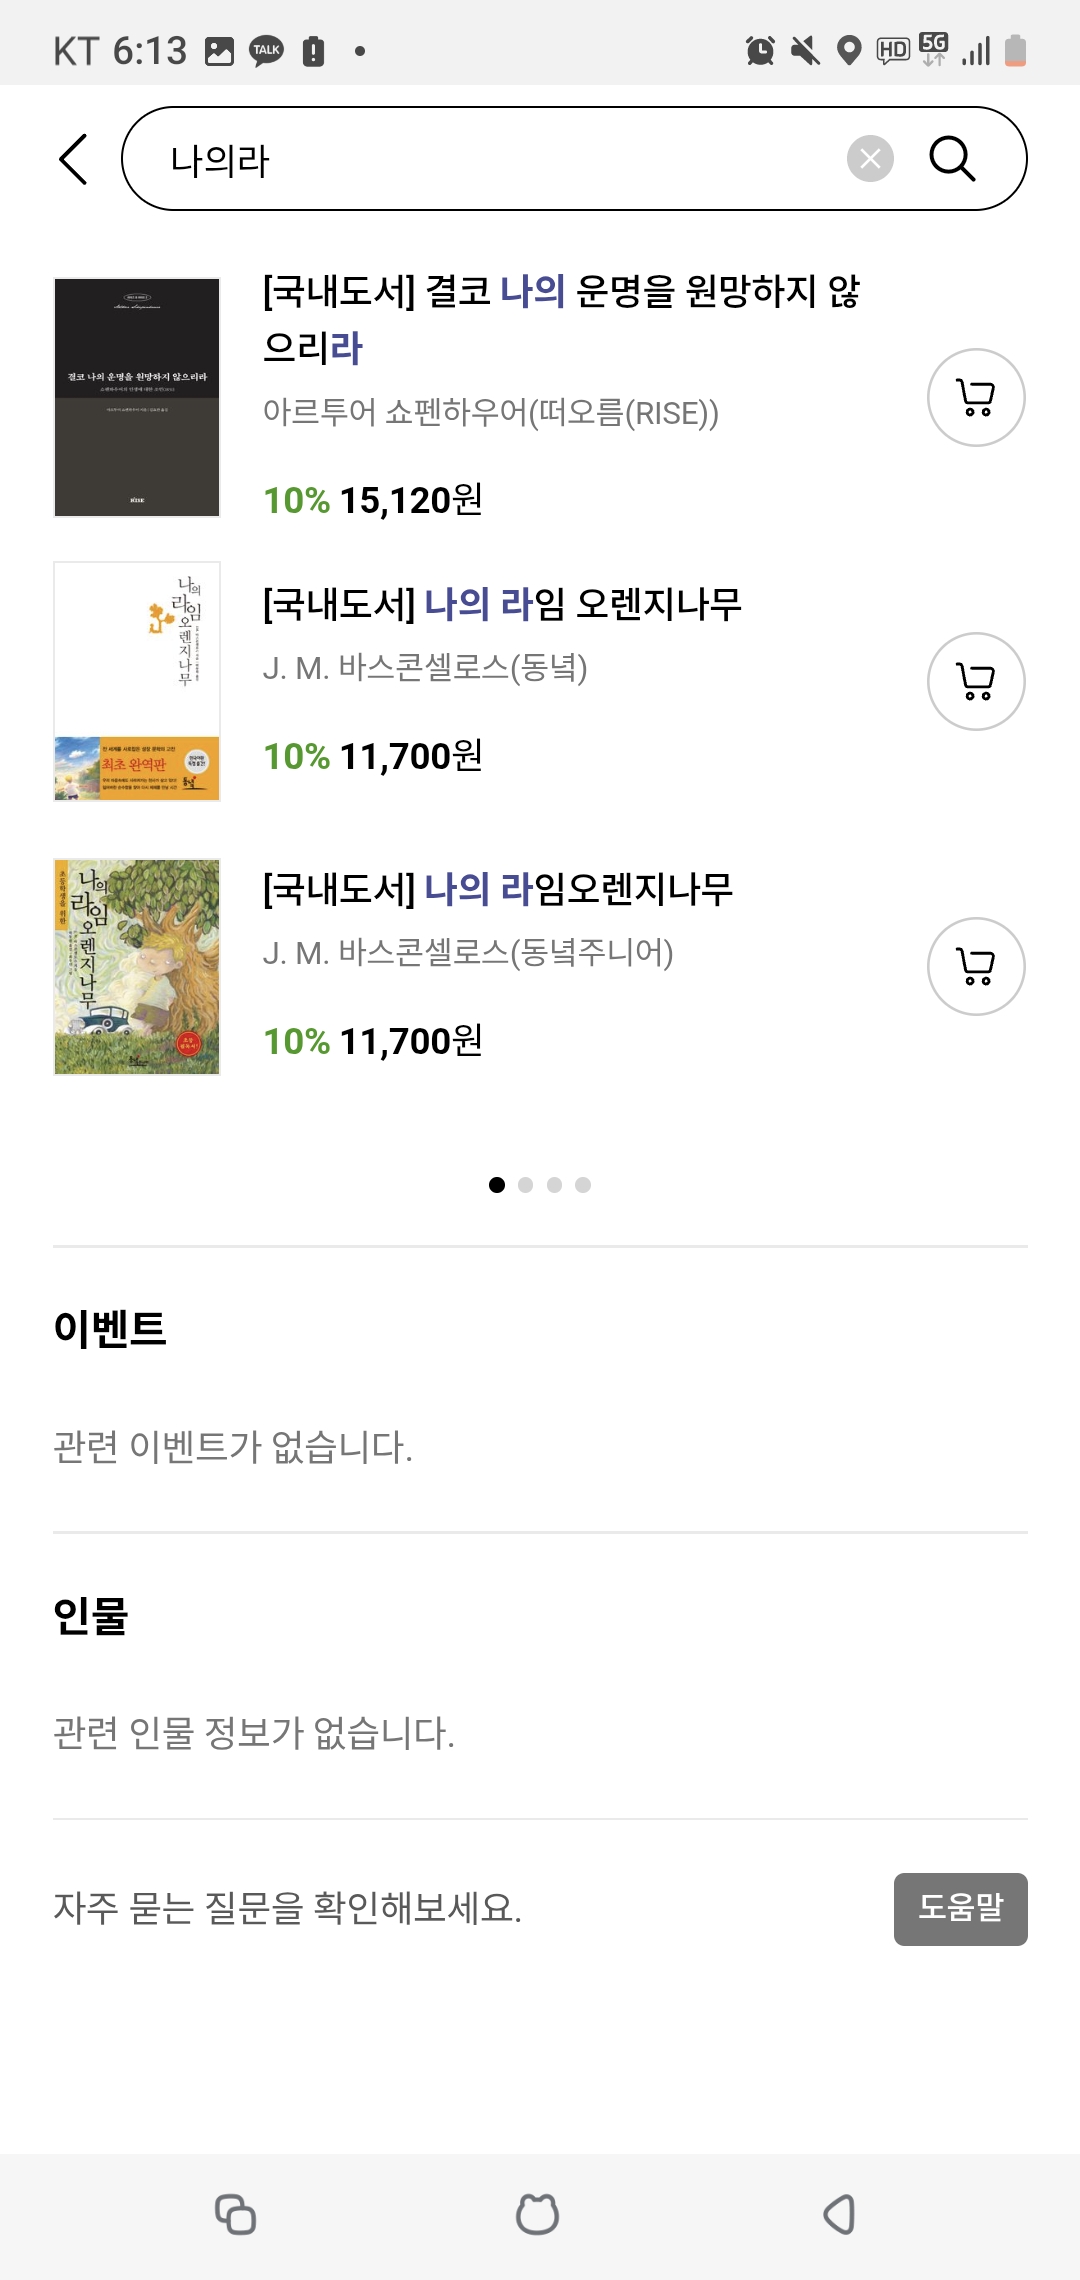 KT 6:13
TALK
HD 5G
나의라
[국내도서] 결코 나의 운명을 원망하지 않
으리라
아르투어 쇼펜하우어(떠오름(RISE))
10% 15,120원
결코 나의 운명을 원망하지 않으리라
RISE
[국내도서] 나의 라임 오렌지나무
J. M. 바스콘셀로스(동녘)
10% 11,700원
나의
라임
오렌지나무
최초 완역판
[국내도서] 나의 라임오렌지나무
J. M. 바스콘셀로스(동녘주니어)
10% 11,700원
초등학생을 위한
나의
라임
오렌지나무
이벤트
관련 이벤트가 없습니다.
인물
관련 인물 정보가 없습니다.
자주 묻는 질문을 확인해보세요.
도움말